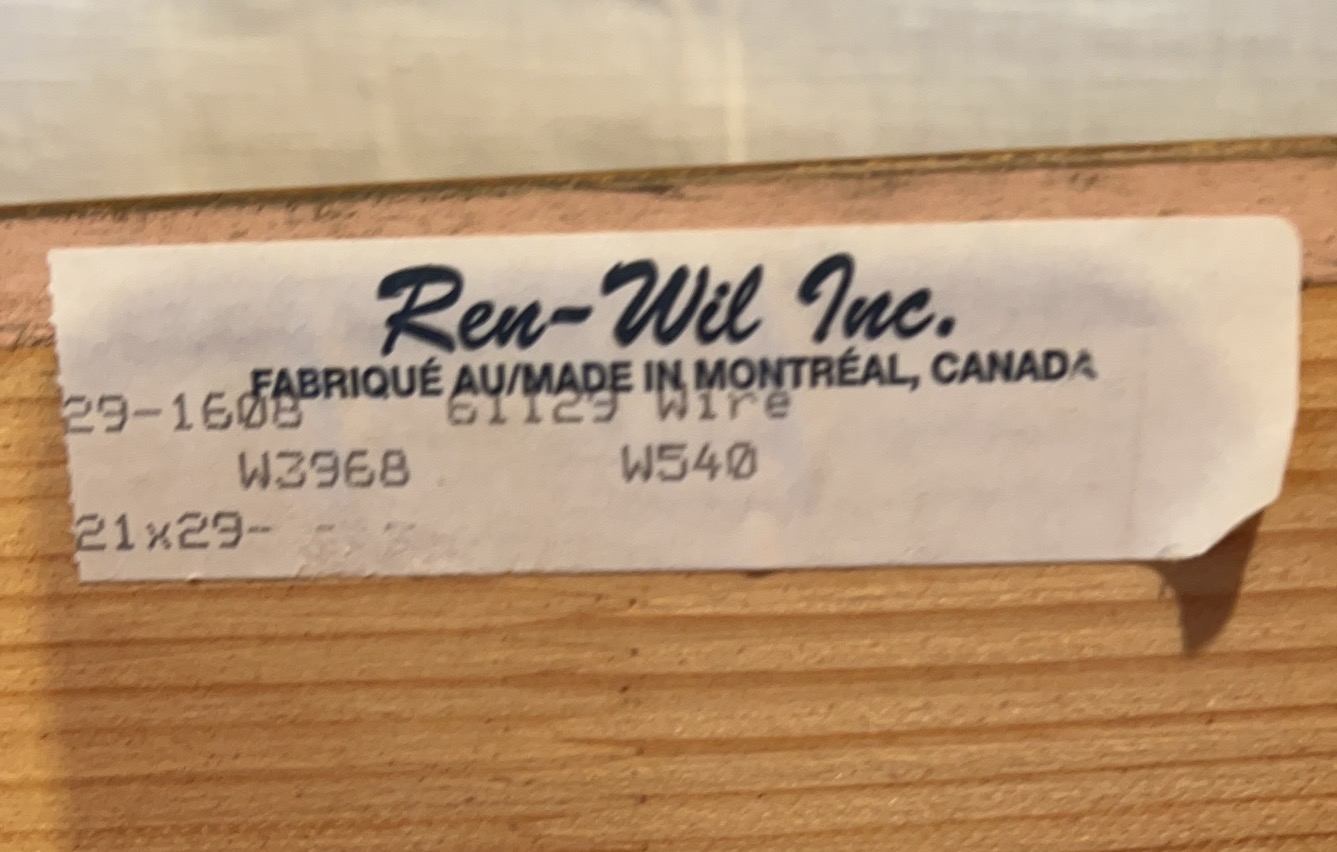 Ren-Wil Inc.
FABRIQUÉ AU/MADE IN MONTRÉAL, CANADA
29-1608 61129 Wire
W3968 W540
21x29-